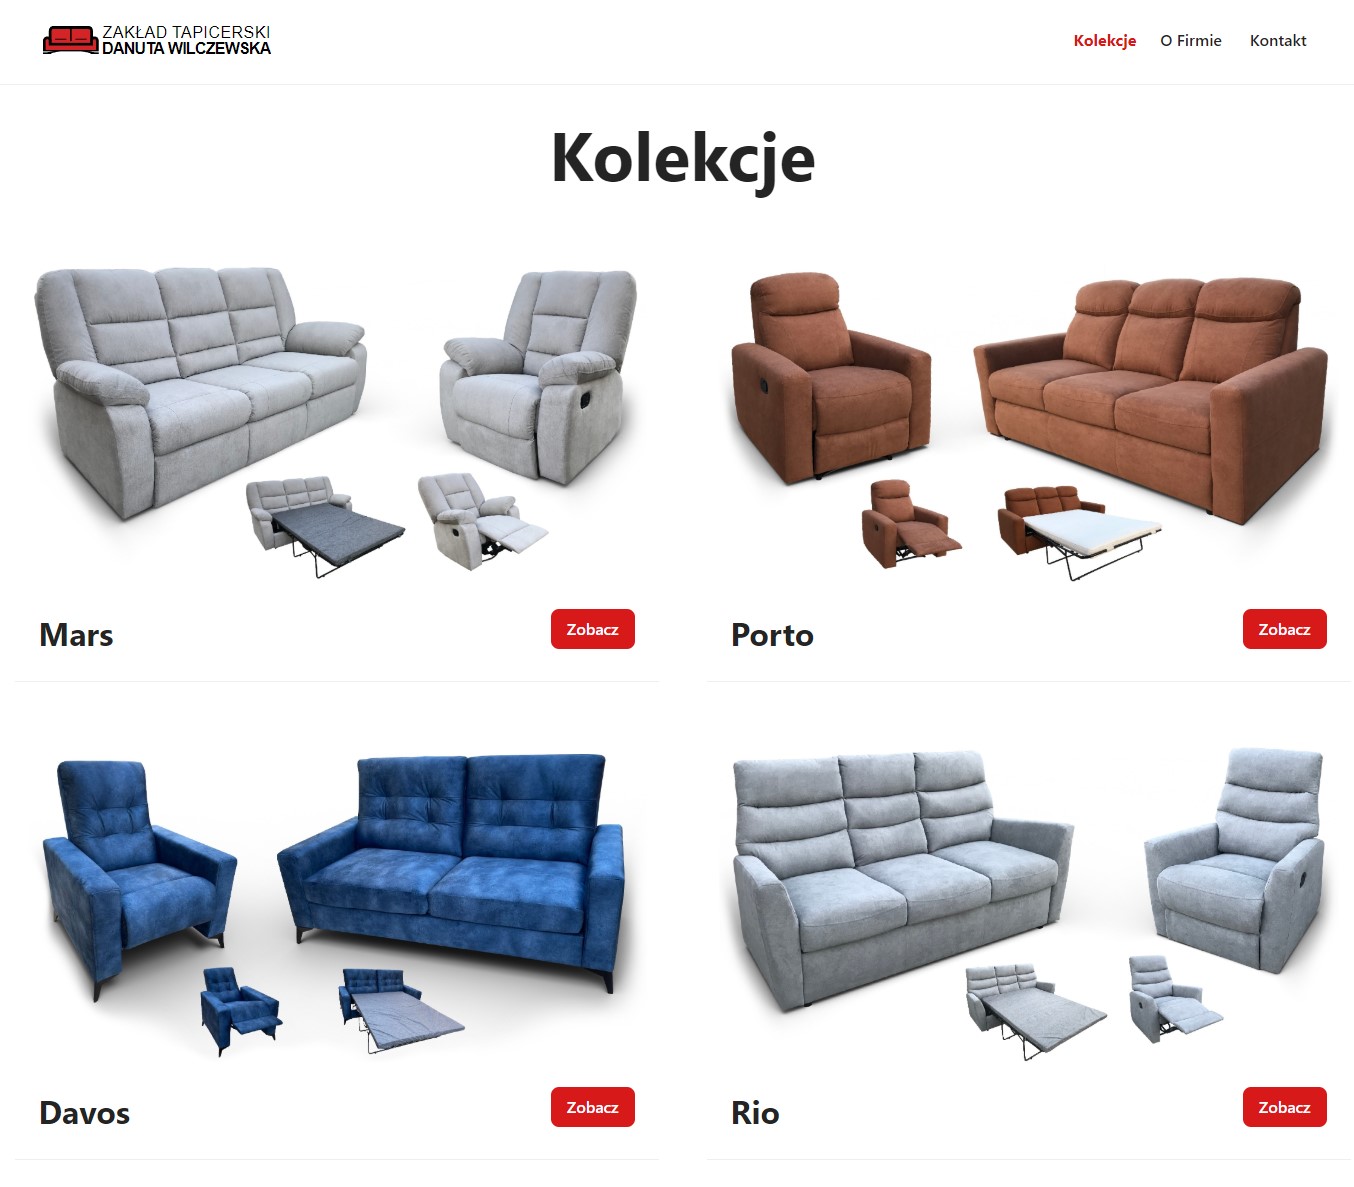 ZAKŁAD TAPICERSKI
DANUTA WILCZEWSKA
Kolekcje
O Firmie
Kontakt
Kolekcje
Mars
Zobacz
Porto
Zobacz
Davos
Zobacz
Rio
Zobacz